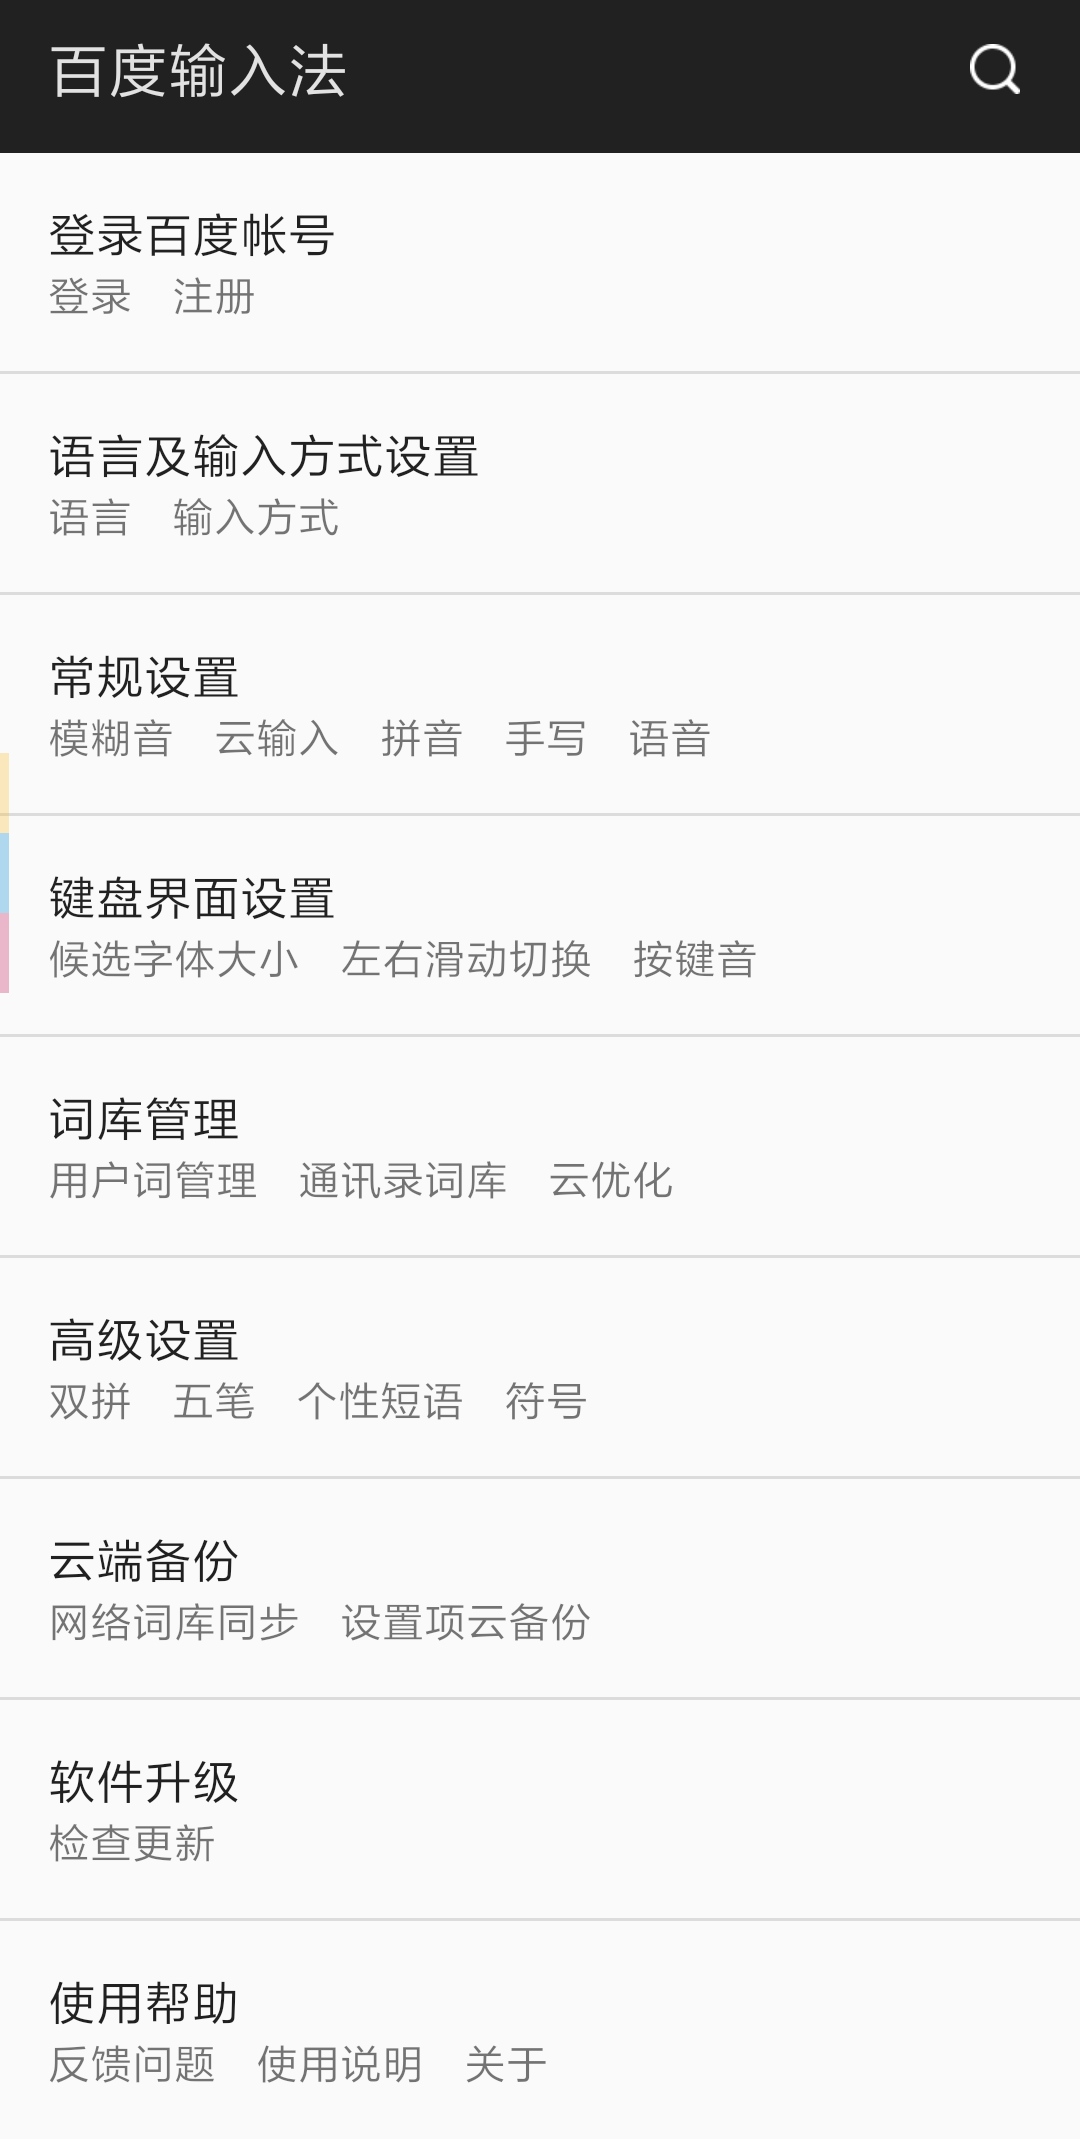 百度输入法
登录百度帐号
登录 注册
语言及输入方式设置
语言 输入方式
常规设置
模糊音 云输入 拼音 手写 语音
键盘界面设置
候选字体大小 左右滑动切换 按键音
词库管理
用户词管理 通讯录词库 云优化
高级设置
双拼 五笔 个性短语 符号
云端备份
网络词库同步 设置项云备份
软件升级
检查更新
使用帮助
反馈问题 使用说明 关于